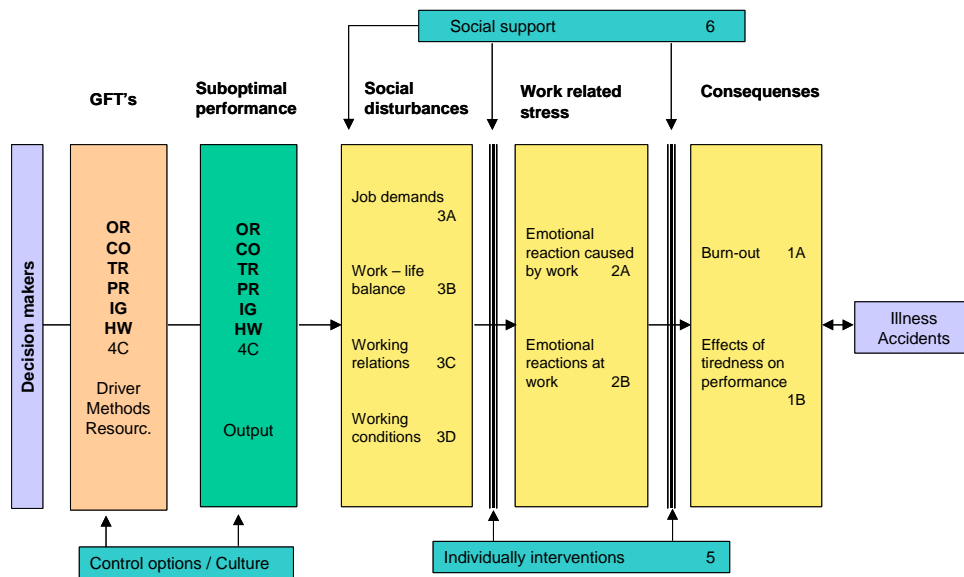 Social support 6
GFT's
Suboptimal
performance
Social
disturbances
Work related
stress
Consequenses
Decision makers
OR
CO
TR
PR
IG
HW
4C
Driver
Methods
Resourc.
OR
CO
TR
PR
IG
HW
4C
Output
Job demands
3A
Work – life
balance 3B
Working
relations 3C
Working
conditions 3D
Emotional
reaction caused
by work 2A
Emotional
reactions at
work 2B
Burn-out 1A
Effects of
tiredness on
performance
1B
Illness
Accidents
Control options / Culture
Individually interventions 5